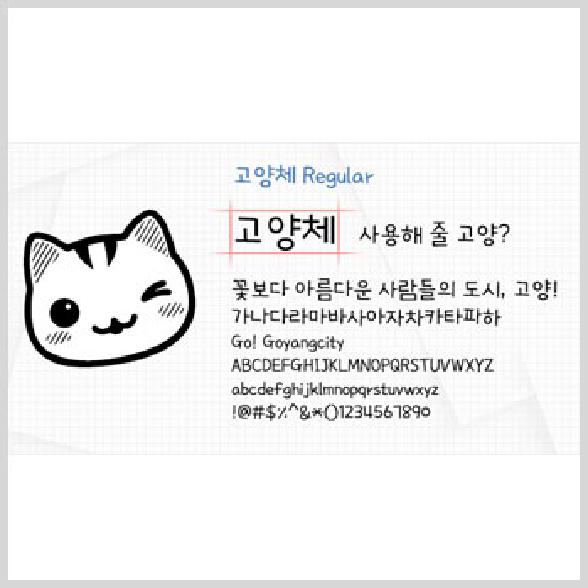 고양체 Regular
고양체 사용해 줄 고양?
꽃보다 아름다운 사람들의 도시, 고양!
가나다라마바사아자차카타파하
Go! Goyangcity
ABCDEFGHIJKLMNOPQRSTUVWXYZ
abcdefghijklmnopqrstuvwxyz
!@#$%^&*()1234567890